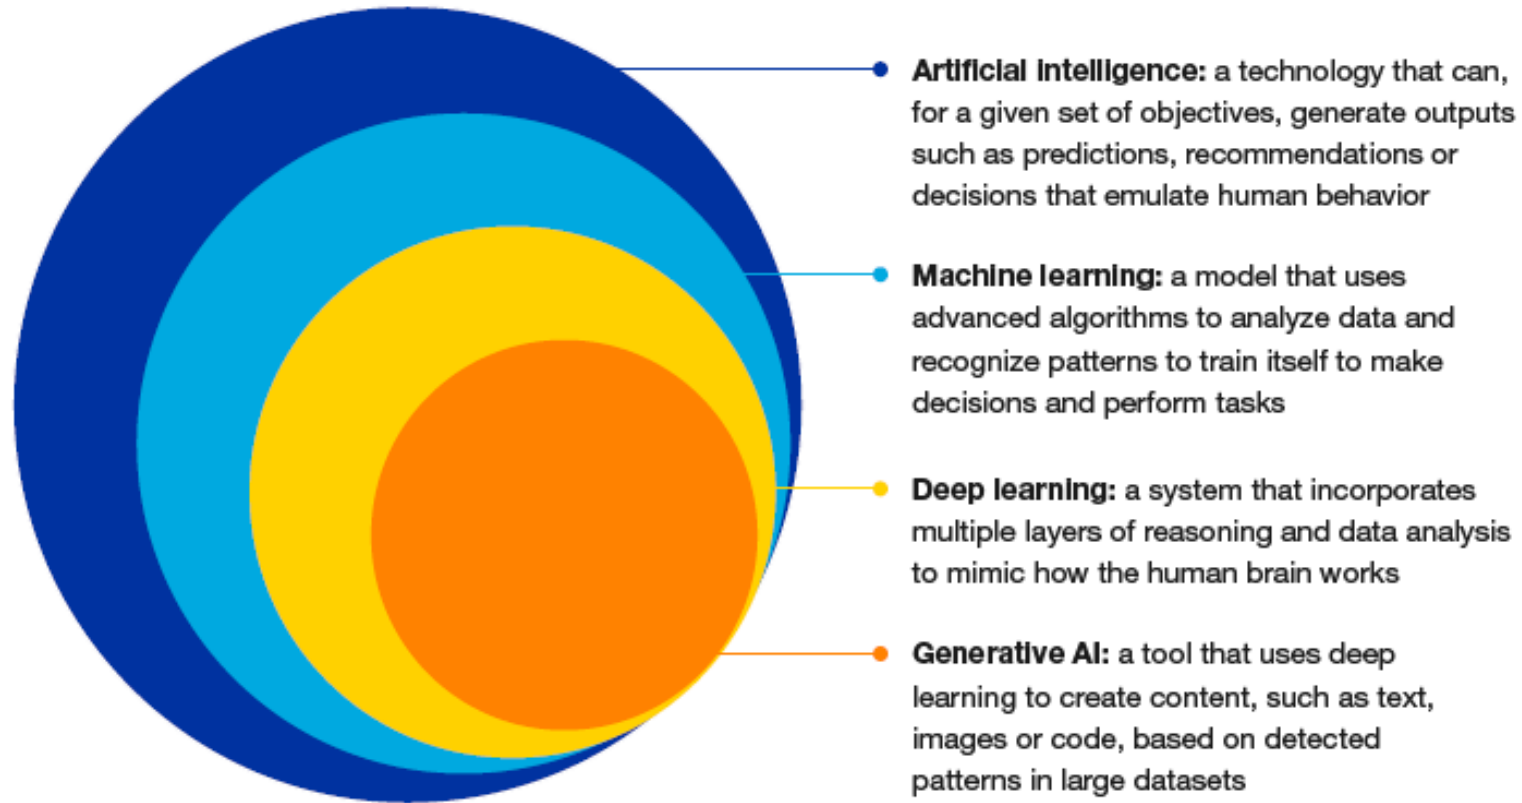 Artificial intelligence: a technology that can,
for a given set of objectives, generate outputs
such as predictions, recommendations or
decisions that emulate human behavior
Machine learning: a model that uses
advanced algorithms to analyze data and
recognize patterns to train itself to make
decisions and perform tasks
Deep learning: a system that incorporates
multiple layers of reasoning and data analysis
to mimic how the human brain works
Generative AI: a tool that uses deep
learning to create content, such as text,
images or code, based on detected
patterns in large datasets